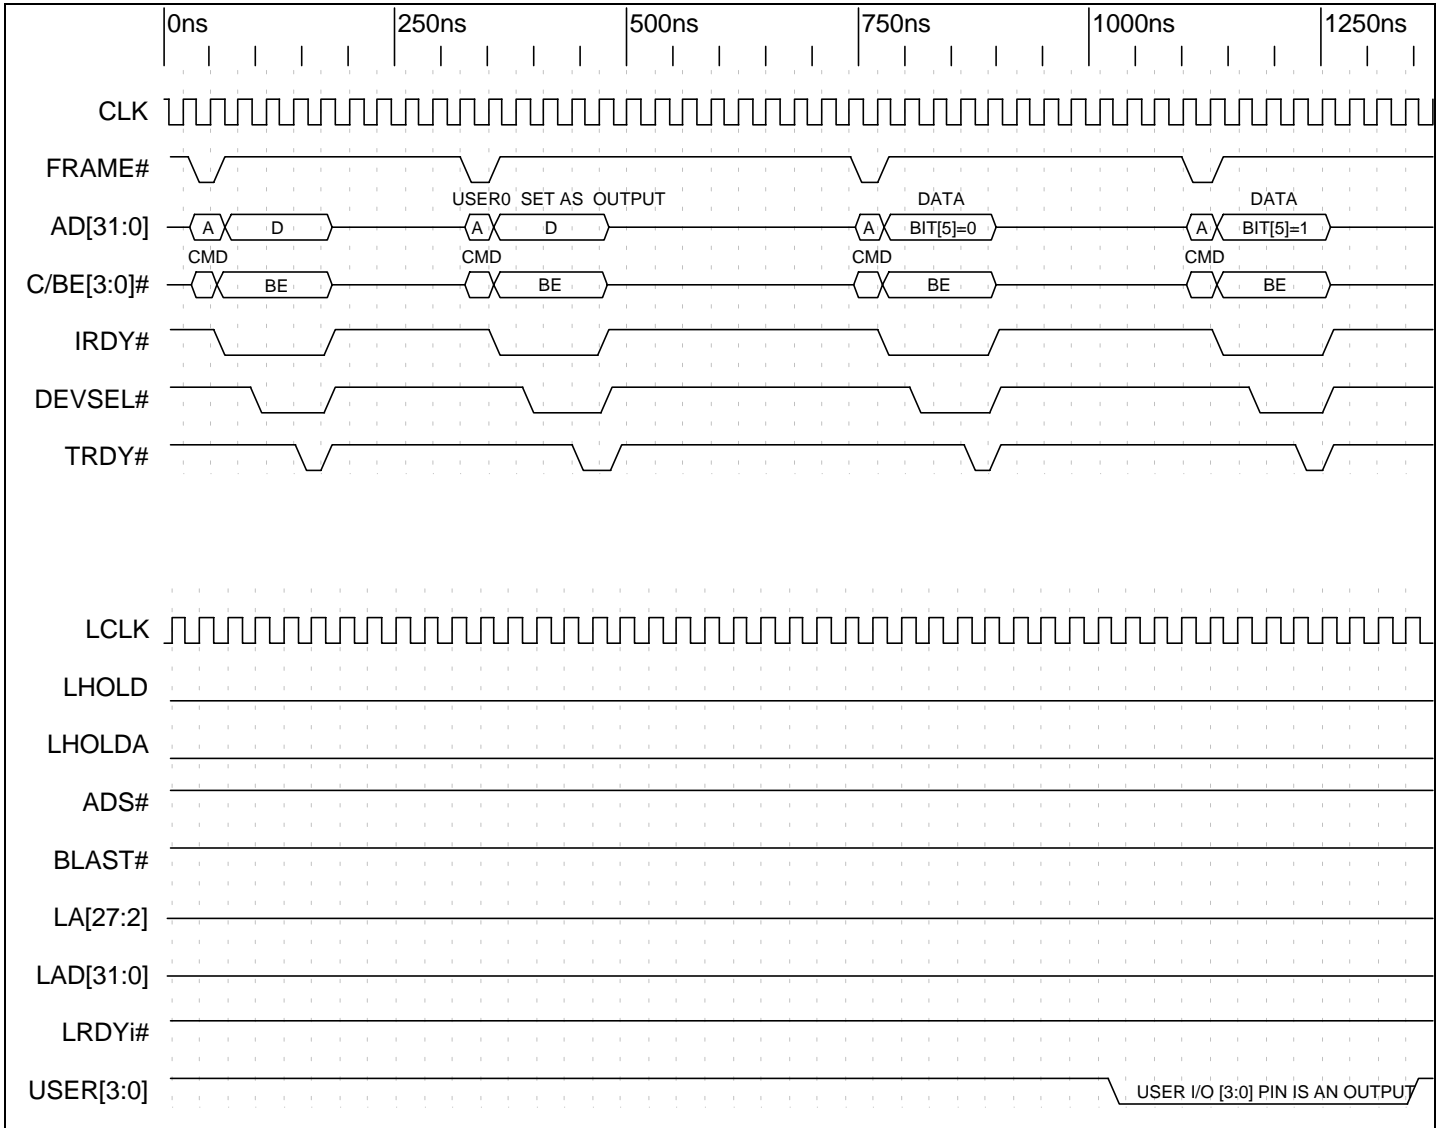 0ns 250ns 500ns 750ns 1000ns 1250ns
CLK
FRAME#
USER0 SET AS OUTPUT DATA DATA
AD[31:0] A D A D A BIT[5]=0 A BIT[5]=1
CMD CMD CMD CMD
C/BE[3:0]# BE BE BE BE
IRDY#
DEVSEL#
TRDY#
LCLK
LHOLD
LHOLDA
ADS#
BLAST#
LA[27:2]
LAD[31:0]
LRDYi#
USER[3:0] USER I/O [3:0] PIN IS AN OUTPUT